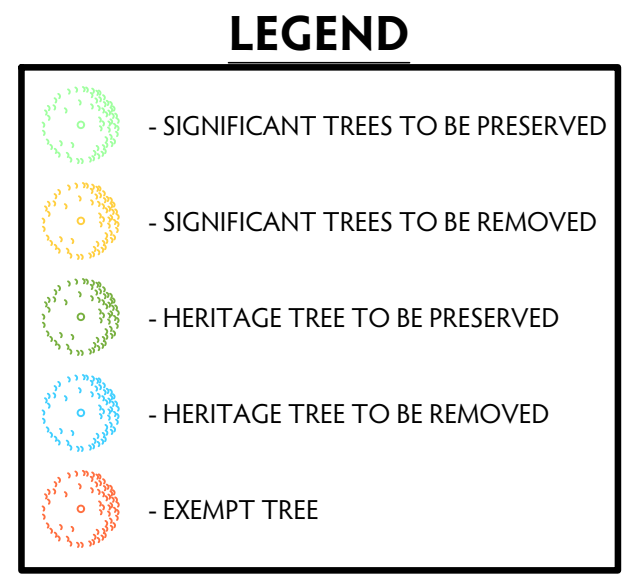 LEGEND
- SIGNIFICANT TREES TO BE PRESERVED
- SIGNIFICANT TREES TO BE REMOVED
- HERITAGE TREE TO BE PRESERVED
- HERITAGE TREE TO BE REMOVED
- EXEMPT TREE